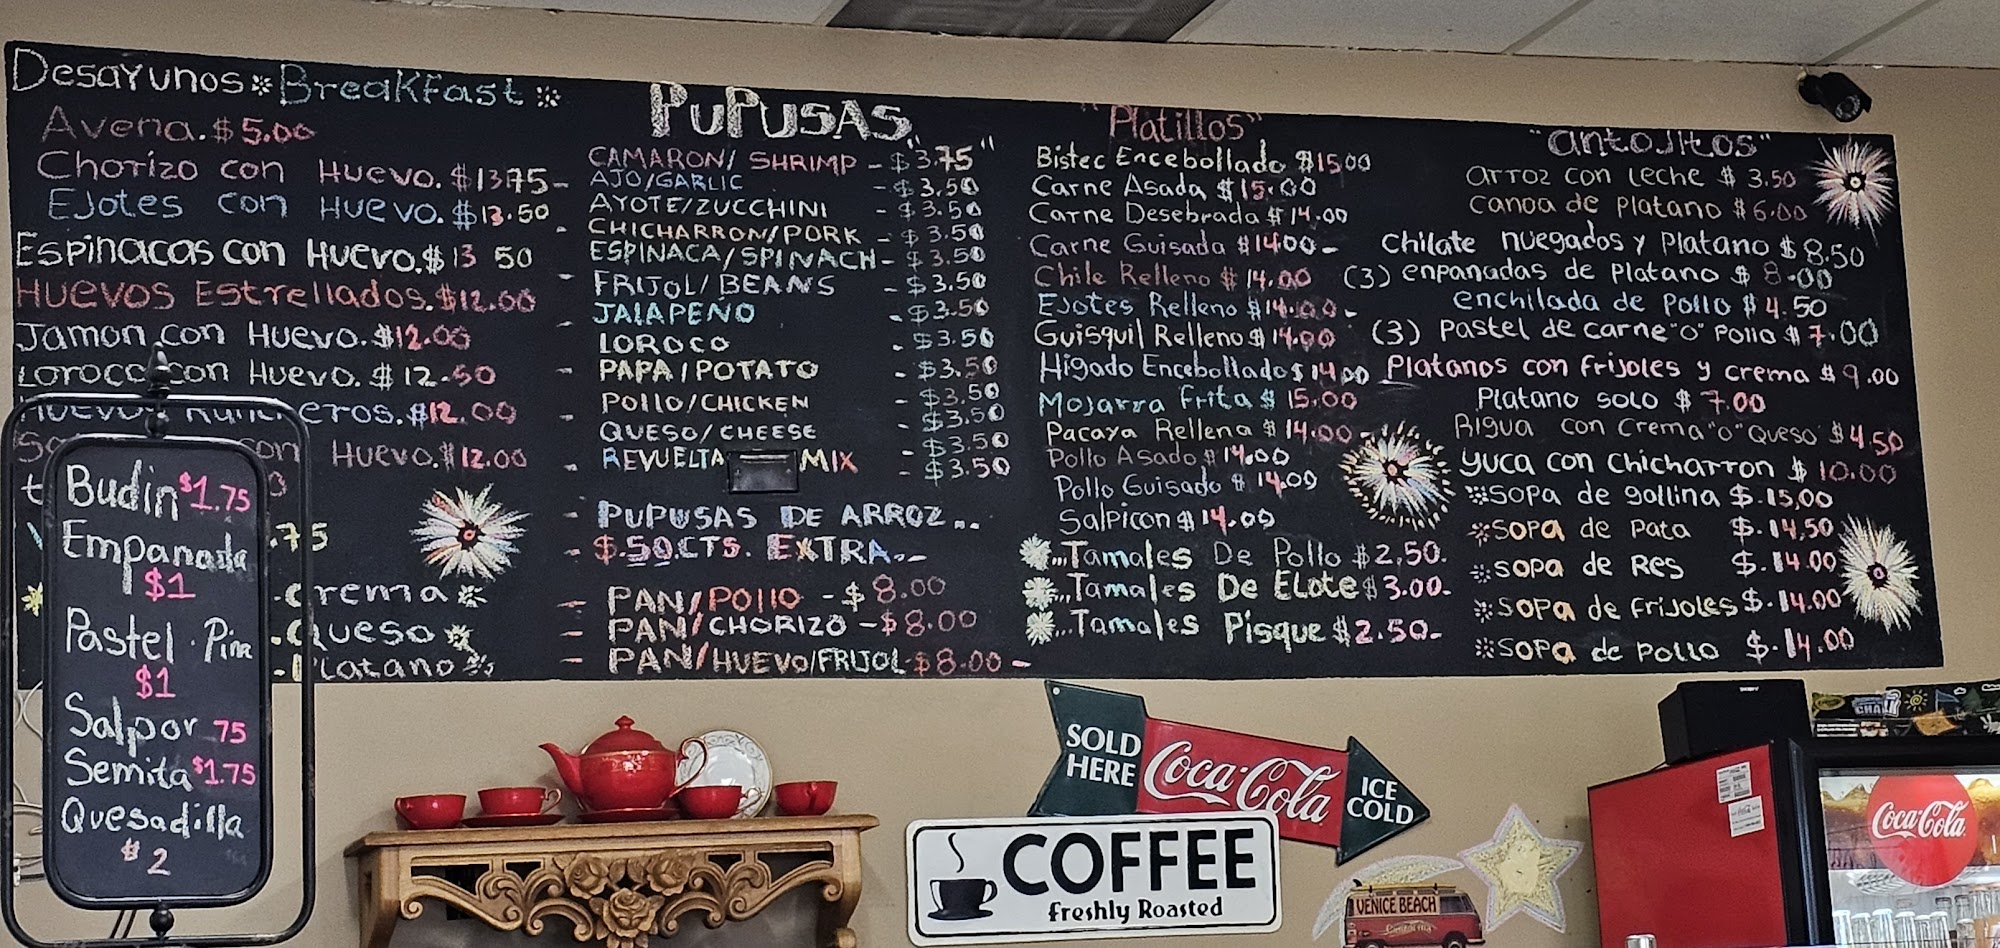 Desayunos Breakfast
Avena. $5.00
Chorizo con Huevo. $13.75-
Ejotes con Huevo. $13.50
Espinacas con Huevo. $13 50
Huevos Estrellados. $12.00
Jamon con Huevo. $12.00
Loroco con Huevo. $12.50
Huevos Rancheros. $12.00
con Huevo. $12.00
.75
.crema
.Queso
-Platano
PUPUSAS
CAMARON/ SHRIMP - $3.75
AJO/GARLIC - $3.50
AYOTE/ZUCCHINI - $3.50
CHICHARRON/PORK - $3.50
ESPINACA/SPINACH - $3.50
- FRIJOL/BEANS - $3.50
- JALAPEÑO - $3.50
- LOROCO - $3.50
- PAPA/POTATO - $3.50
- POLLO/CHICKEN - $3.50
- QUESO/CHEESE - $3.50
- REVUELTA MIX - $3.50
- $3.50
- PUPUSAS DE ARROZ...
- $.50CTS. EXTRA...
- PAN/POLLO - $8.00
- PAN/CHORIZO - $8.00
- PAN/HUEVO/FRIJOL - $8.00 -
"Platillos"
Bistec Encebollado $15.00
Carne Asada $15.00
Carne Desebrada $14.00
Carne Guisada $14.00-
Chile Relleno $14.00
Ejotes Relleno $14.00-
Guisquil Relleno $14.00
Higado Encebollado $14.00
Mojarra Frita $15.00
Pacaya Rellena $14.00-
Pollo Asado $14.00
Pollo Guisado $14.00
Salpicon $14.00
...Tamales De Pollo $2.50.
...Tamales De Elote $3.00.
...Tamales Pisque $2.50-
"antojitos"
arroz con leche $3.50
canoa de Platano $6.00
chilate nuegados y Platano $8.50
(3) enpanadas de Platano $8.00
enchilada de Pollo $4.50
(3) Pastel de carne "o" Pollo $7.00
Platanos con frijoles y crema $9.00
Platano solo $7.00
Rigua con crema "o" Queso $4.50
yuca con chicharron $10.00
SOPA de gallina $.15,00
SOPA de Pata $.14,50
SOPA de Res $.14.00
SOPA de frijoles $.14.00
SOPA de Pollo $.14.00
Budin $1.75
Empanada
$1
Pastel . Pina
$1
Salpor 75
Semita $1.75
Quesadilla
$2
SOLD
HERE
Coca-Cola
ICE
COLD
COFFEE
freshly Roasted
VENICE BEACH
California
CHALK
Coca-Cola